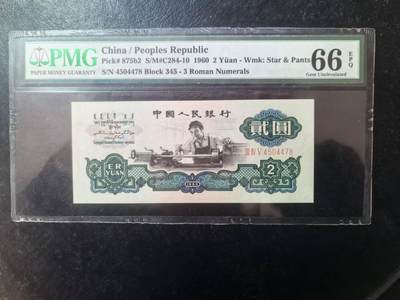 PMG
PAPER MONEY GUARANTY
China / Peoples Republic
Pick# 875b2 S/M#C284-10 1960 2 Yüan - Wmk: Star & Pants
S/N 4504478 Block 345 - 3 Roman Numerals
66 EPQ
Gem Uncirculated
中国人民银行
贰圆
4504478
ER
YUAN
1960
2